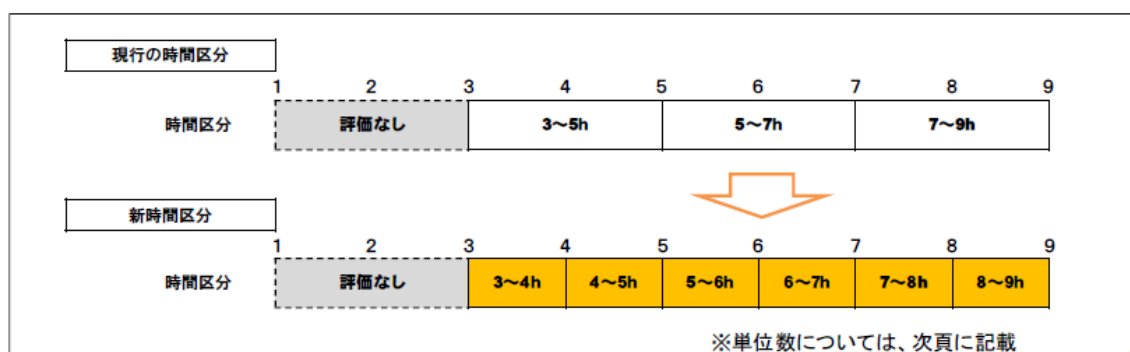 現行の時間区分
1 2 3 4 5 6 7 8 9
時間区分 評価なし 3～5h 5～7h 7～9h
新時間区分
1 2 3 4 5 6 7 8 9
時間区分 評価なし 3～4h 4～5h 5～6h 6～7h 7～8h 8～9h
※単位数については、次頁に記載